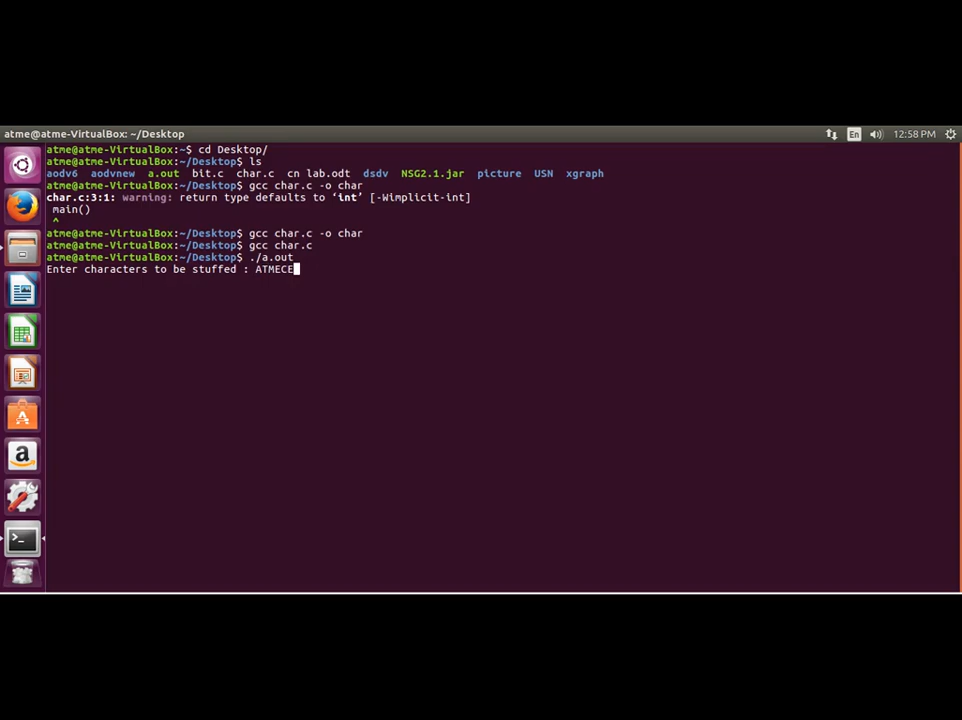 atme@atme-VirtualBox: ~/Desktop En 12:58 PM
atme@atme-VirtualBox:~$ cd Desktop/
atme@atme-VirtualBox:~/Desktop$ ls
aodv6 aodvnew a.out bit.c char.c cn lab.odt dsdv NSG2.1.jar picture USN xgraph
atme@atme-VirtualBox:~/Desktop$ gcc char.c -o char
char.c:3:1: warning: return type defaults to ‘int’ [-Wimplicit-int]
main()
^
atme@atme-VirtualBox:~/Desktop$ gcc char.c -o char
atme@atme-VirtualBox:~/Desktop$ gcc char.c
atme@atme-VirtualBox:~/Desktop$ ./a.out
Enter characters to be stuffed : ATMECE